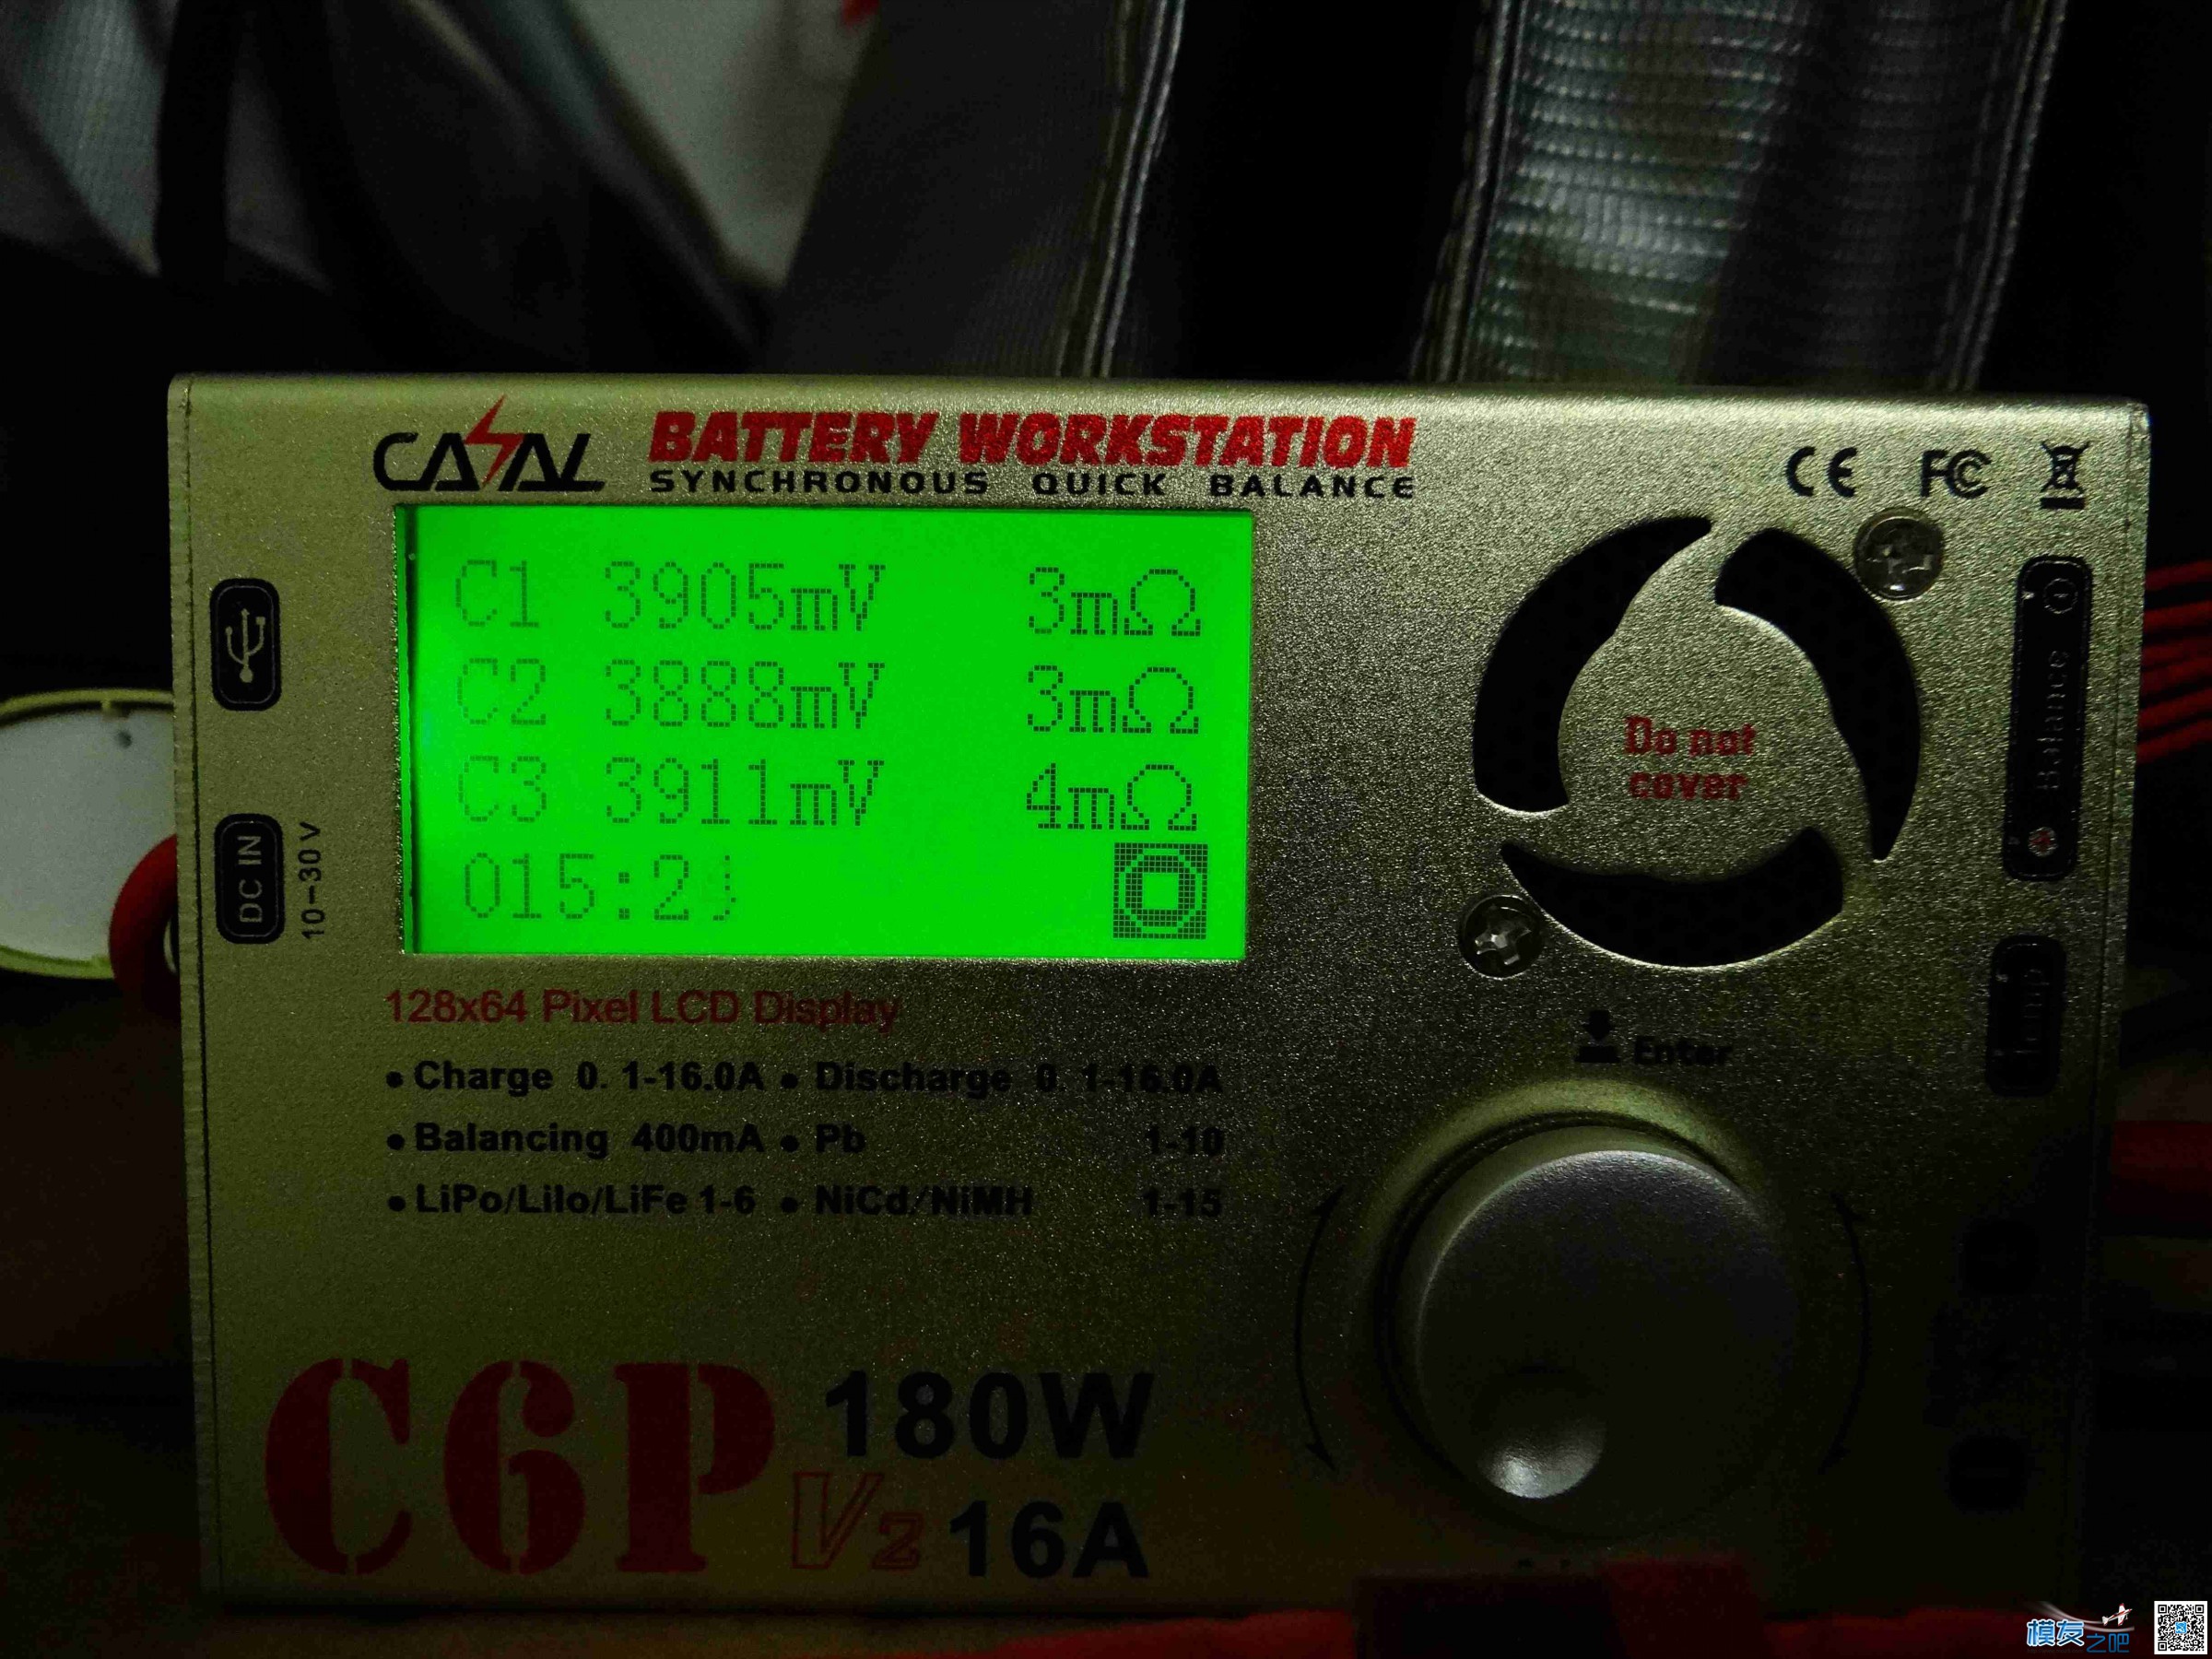 CASAL
BATTERY WORKSTATION
SYNCHRONOUS QUICK BALANCE
CE FC
C1 3905mV 3mΩ
C2 3888mV 3mΩ
C3 3911mV 4mΩ
015:2
Do not
cover
Balance
DC IN
10-30V
128x64 Pixel LCD Display
Enter
• Charge 0.1-16.0A • Discharge 0.1-16.0A
• Balancing 400mA • Pb 1-10
• LiPo/LiIo/LiFe 1-6 • NiCd/NiMH 1-15
C6P 180W
V2 16A
模友之吧